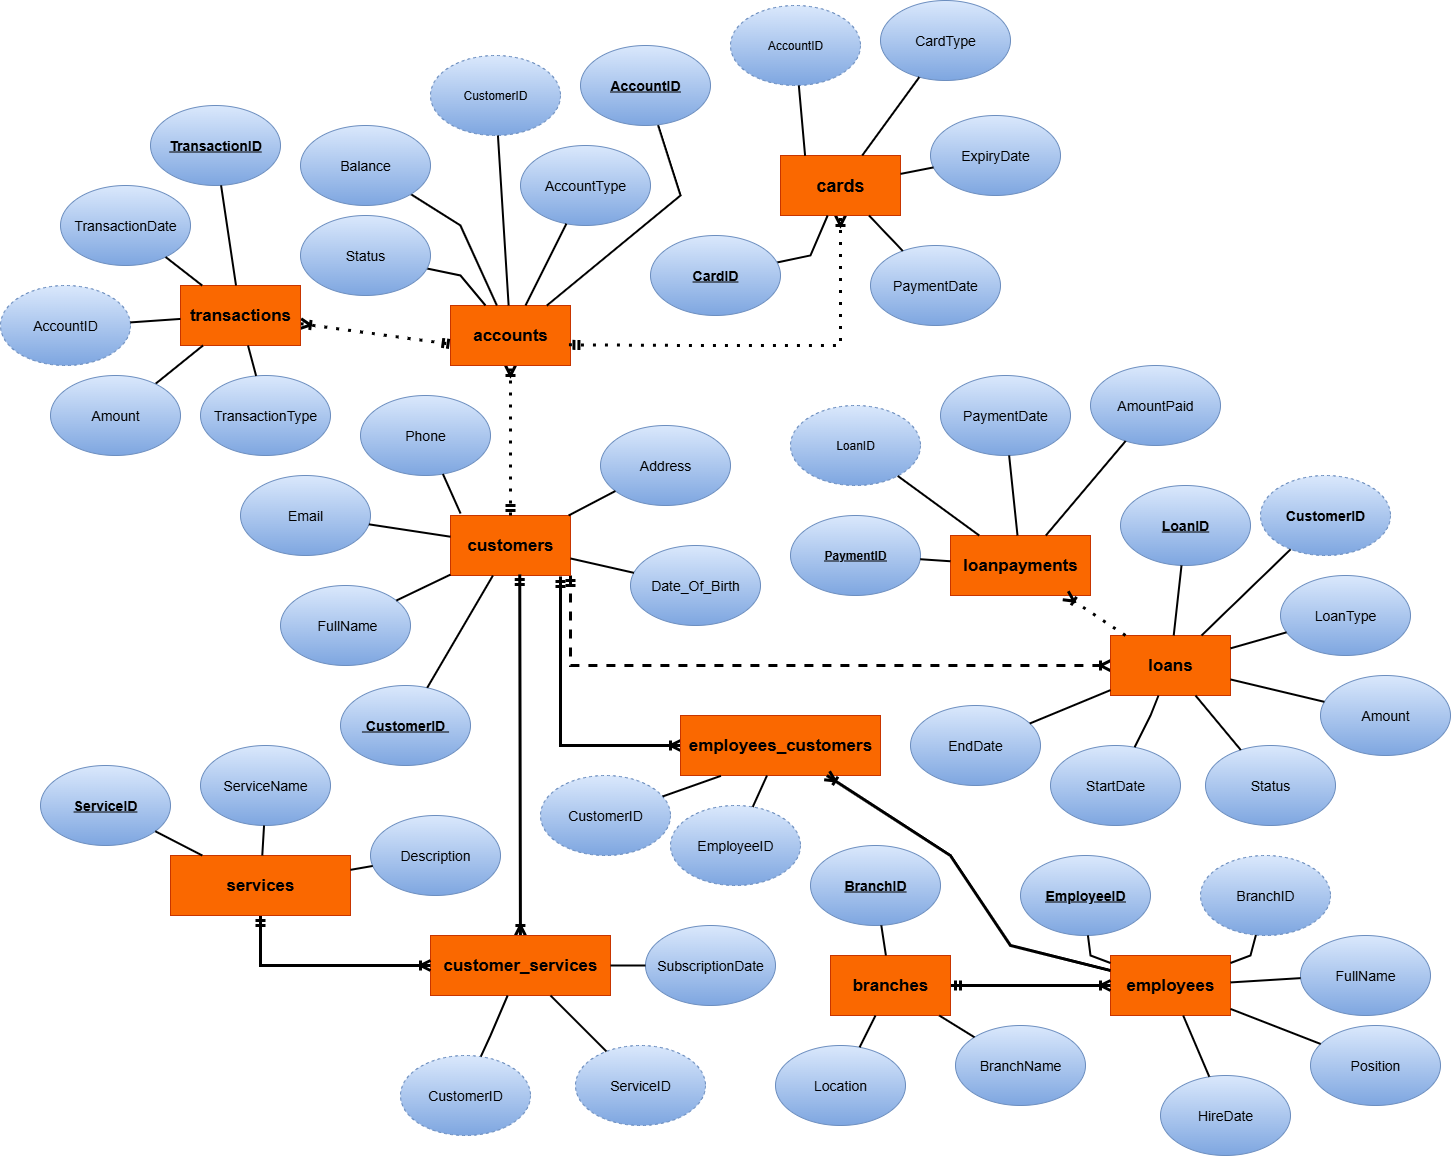 AccountID
CardType
CustomerID
AccountID
TransactionID
Balance
AccountType
ExpiryDate
cards
TransactionDate
Status
CardID
PaymentDate
AccountID
transactions
accounts
Amount
TransactionType
Phone
Address
LoanID
PaymentDate
AmountPaid
Email
customers
Date_Of_Birth
PaymentID
loanpayments
LoanID
CustomerID
FullName
LoanType
loans
CustomerID
Amount
employees_customers
EndDate
StartDate
Status
ServiceID
ServiceName
CustomerID
EmployeeID
services
Description
BranchID
EmployeeID
BranchID
customer_services
SubscriptionDate
branches
employees
FullName
CustomerID
ServiceID
Location
BranchName
Position
HireDate